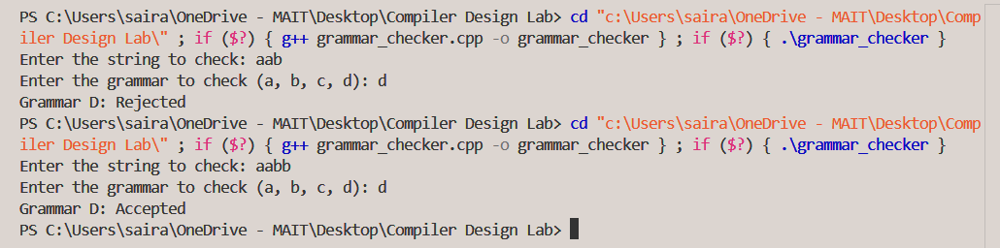 PS C:\Users\saira\OneDrive - MAIT\Desktop\Compiler Design Lab> cd "c:\Users\saira\OneDrive - MAIT\Desktop\Comp
iler Design Lab\" ; if ($?) { g++ grammar_checker.cpp -o grammar_checker } ; if ($?) { .\grammar_checker }
Enter the string to check: aab
Enter the grammar to check (a, b, c, d): d
Grammar D: Rejected
PS C:\Users\saira\OneDrive - MAIT\Desktop\Compiler Design Lab> cd "c:\Users\saira\OneDrive - MAIT\Desktop\Comp
iler Design Lab\" ; if ($?) { g++ grammar_checker.cpp -o grammar_checker } ; if ($?) { .\grammar_checker }
Enter the string to check: aabb
Enter the grammar to check (a, b, c, d): d
Grammar D: Accepted
PS C:\Users\saira\OneDrive - MAIT\Desktop\Compiler Design Lab>